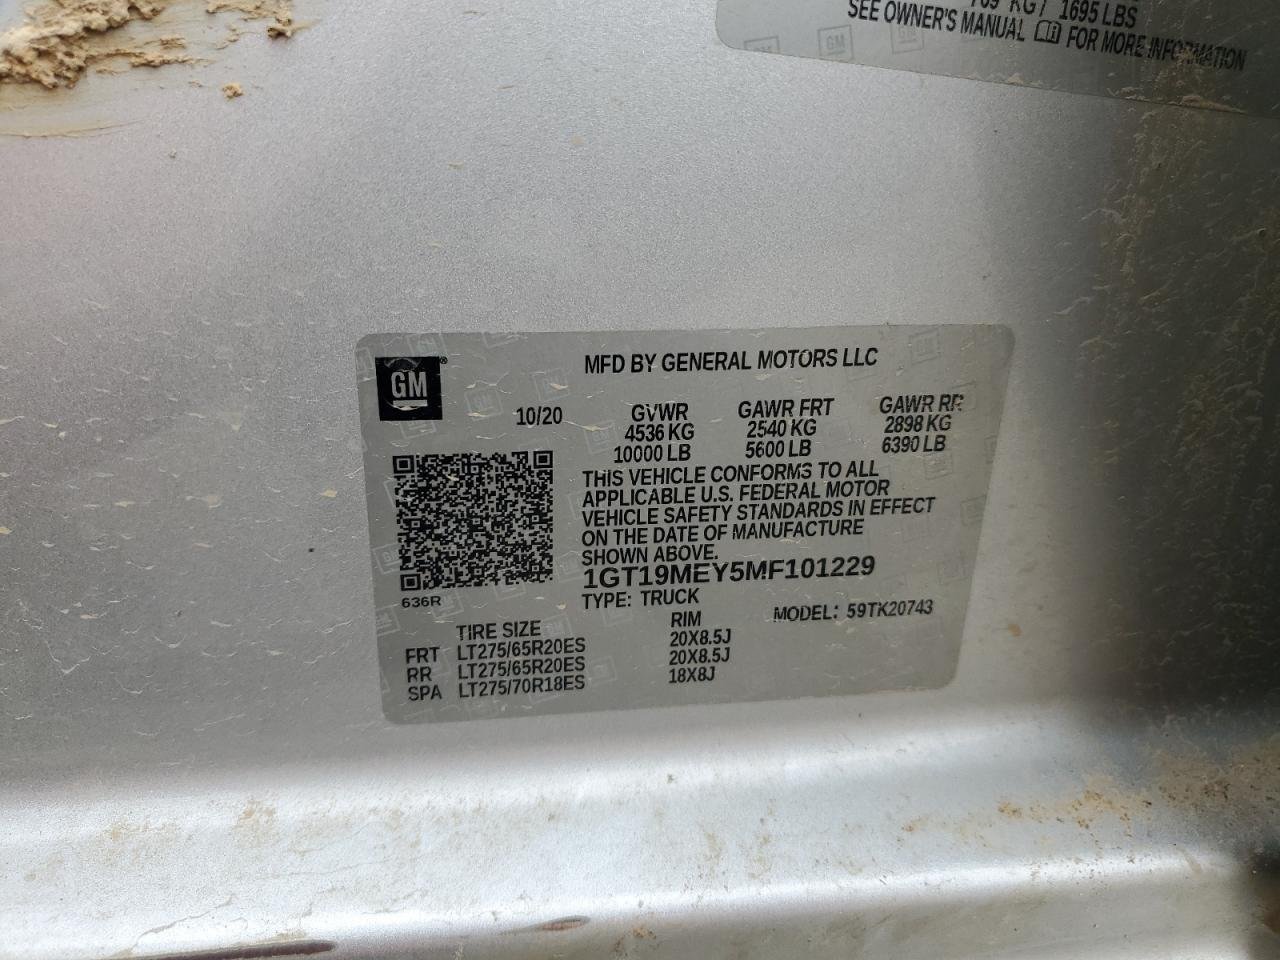 KG / 1695 LBS
SEE OWNER'S MANUAL FOR MORE INFORMATION
GM
MFD BY GENERAL MOTORS LLC
10/20 GVWR GAWR FRT GAWR RR
4536 KG 2540 KG 2898 KG
10000 LB 5600 LB 6390 LB
THIS VEHICLE CONFORMS TO ALL
APPLICABLE U.S. FEDERAL MOTOR
VEHICLE SAFETY STANDARDS IN EFFECT
ON THE DATE OF MANUFACTURE
SHOWN ABOVE.
1GT19MEY5MF101229
636R
TYPE: TRUCK MODEL: 59TK20743
TIRE SIZE RIM
FRT LT275/65R20ES 20X8.5J
RR LT275/65R20ES 20X8.5J
SPA LT275/70R18ES 18X8J